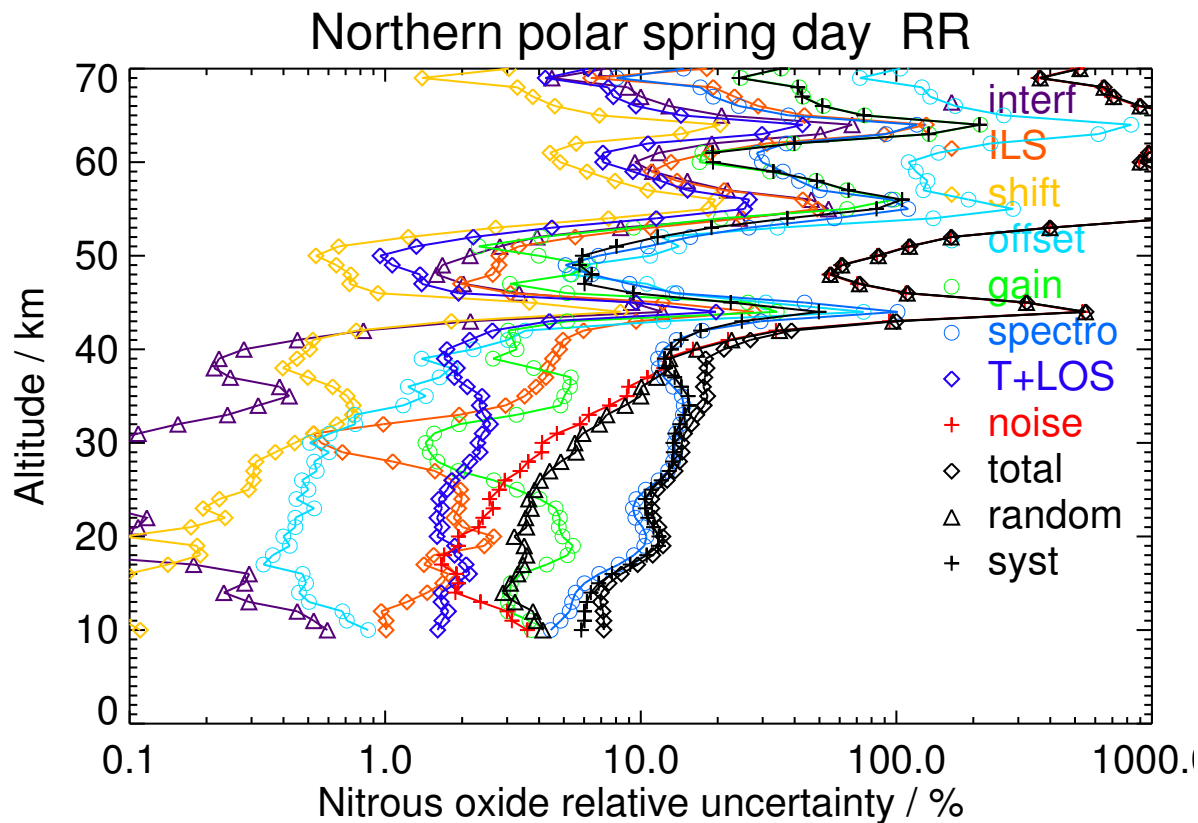 Northern polar spring day RR
70
60
50
40
30
20
10
0
Altitude / km
interf
ILS
shift
offset
gain
spectro
T+LOS
noise
total
random
syst
0.1 1.0 10.0 100.0 1000.0
Nitrous oxide relative uncertainty / %